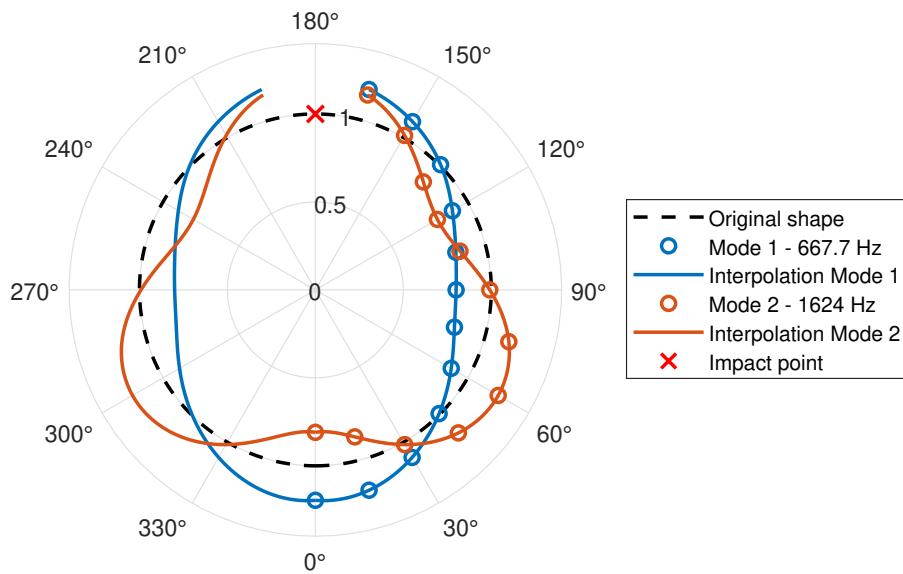 180°
210°
150°
240°
120°
1
0.5
270°
0
90°
300°
60°
330°
30°
0°
Original shape
Mode 1 - 667.7 Hz
Interpolation Mode 1
Mode 2 - 1624 Hz
Interpolation Mode 2
Impact point